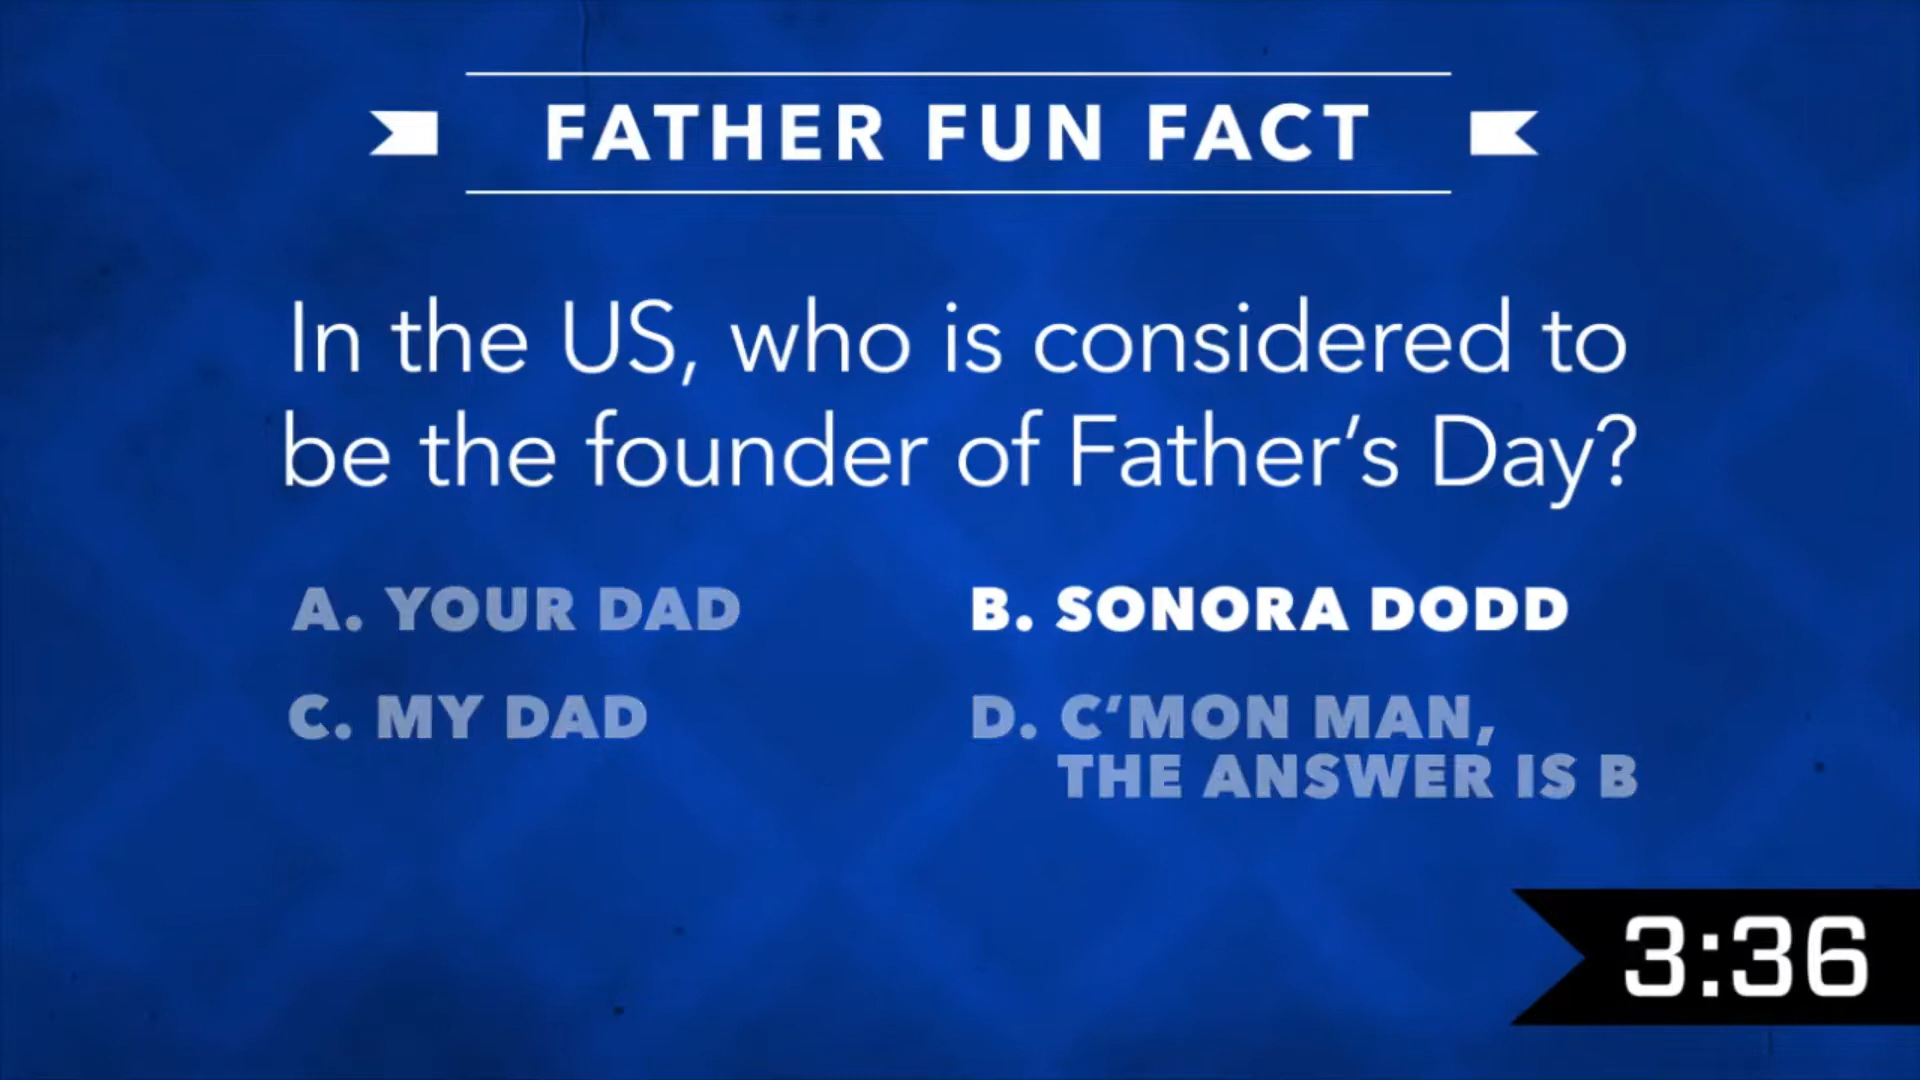 FATHER FUN FACT
In the US, who is considered to
be the founder of Father’s Day?
A. YOUR DAD
B. SONORA DODD
C. MY DAD
D. C’MON MAN,
THE ANSWER IS B
3:36